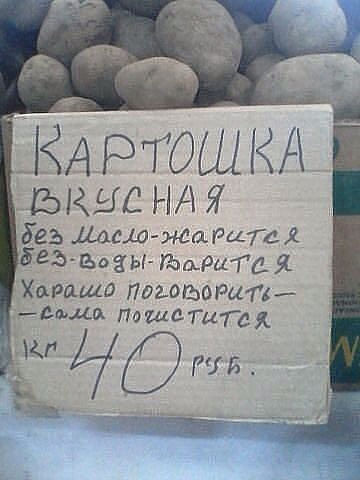 КАРТОШКА
ВКУСНАЯ
без Масло-жарится
без-воды-варится
Харашо поговорить-
-сама почистится
кг 40 руб.